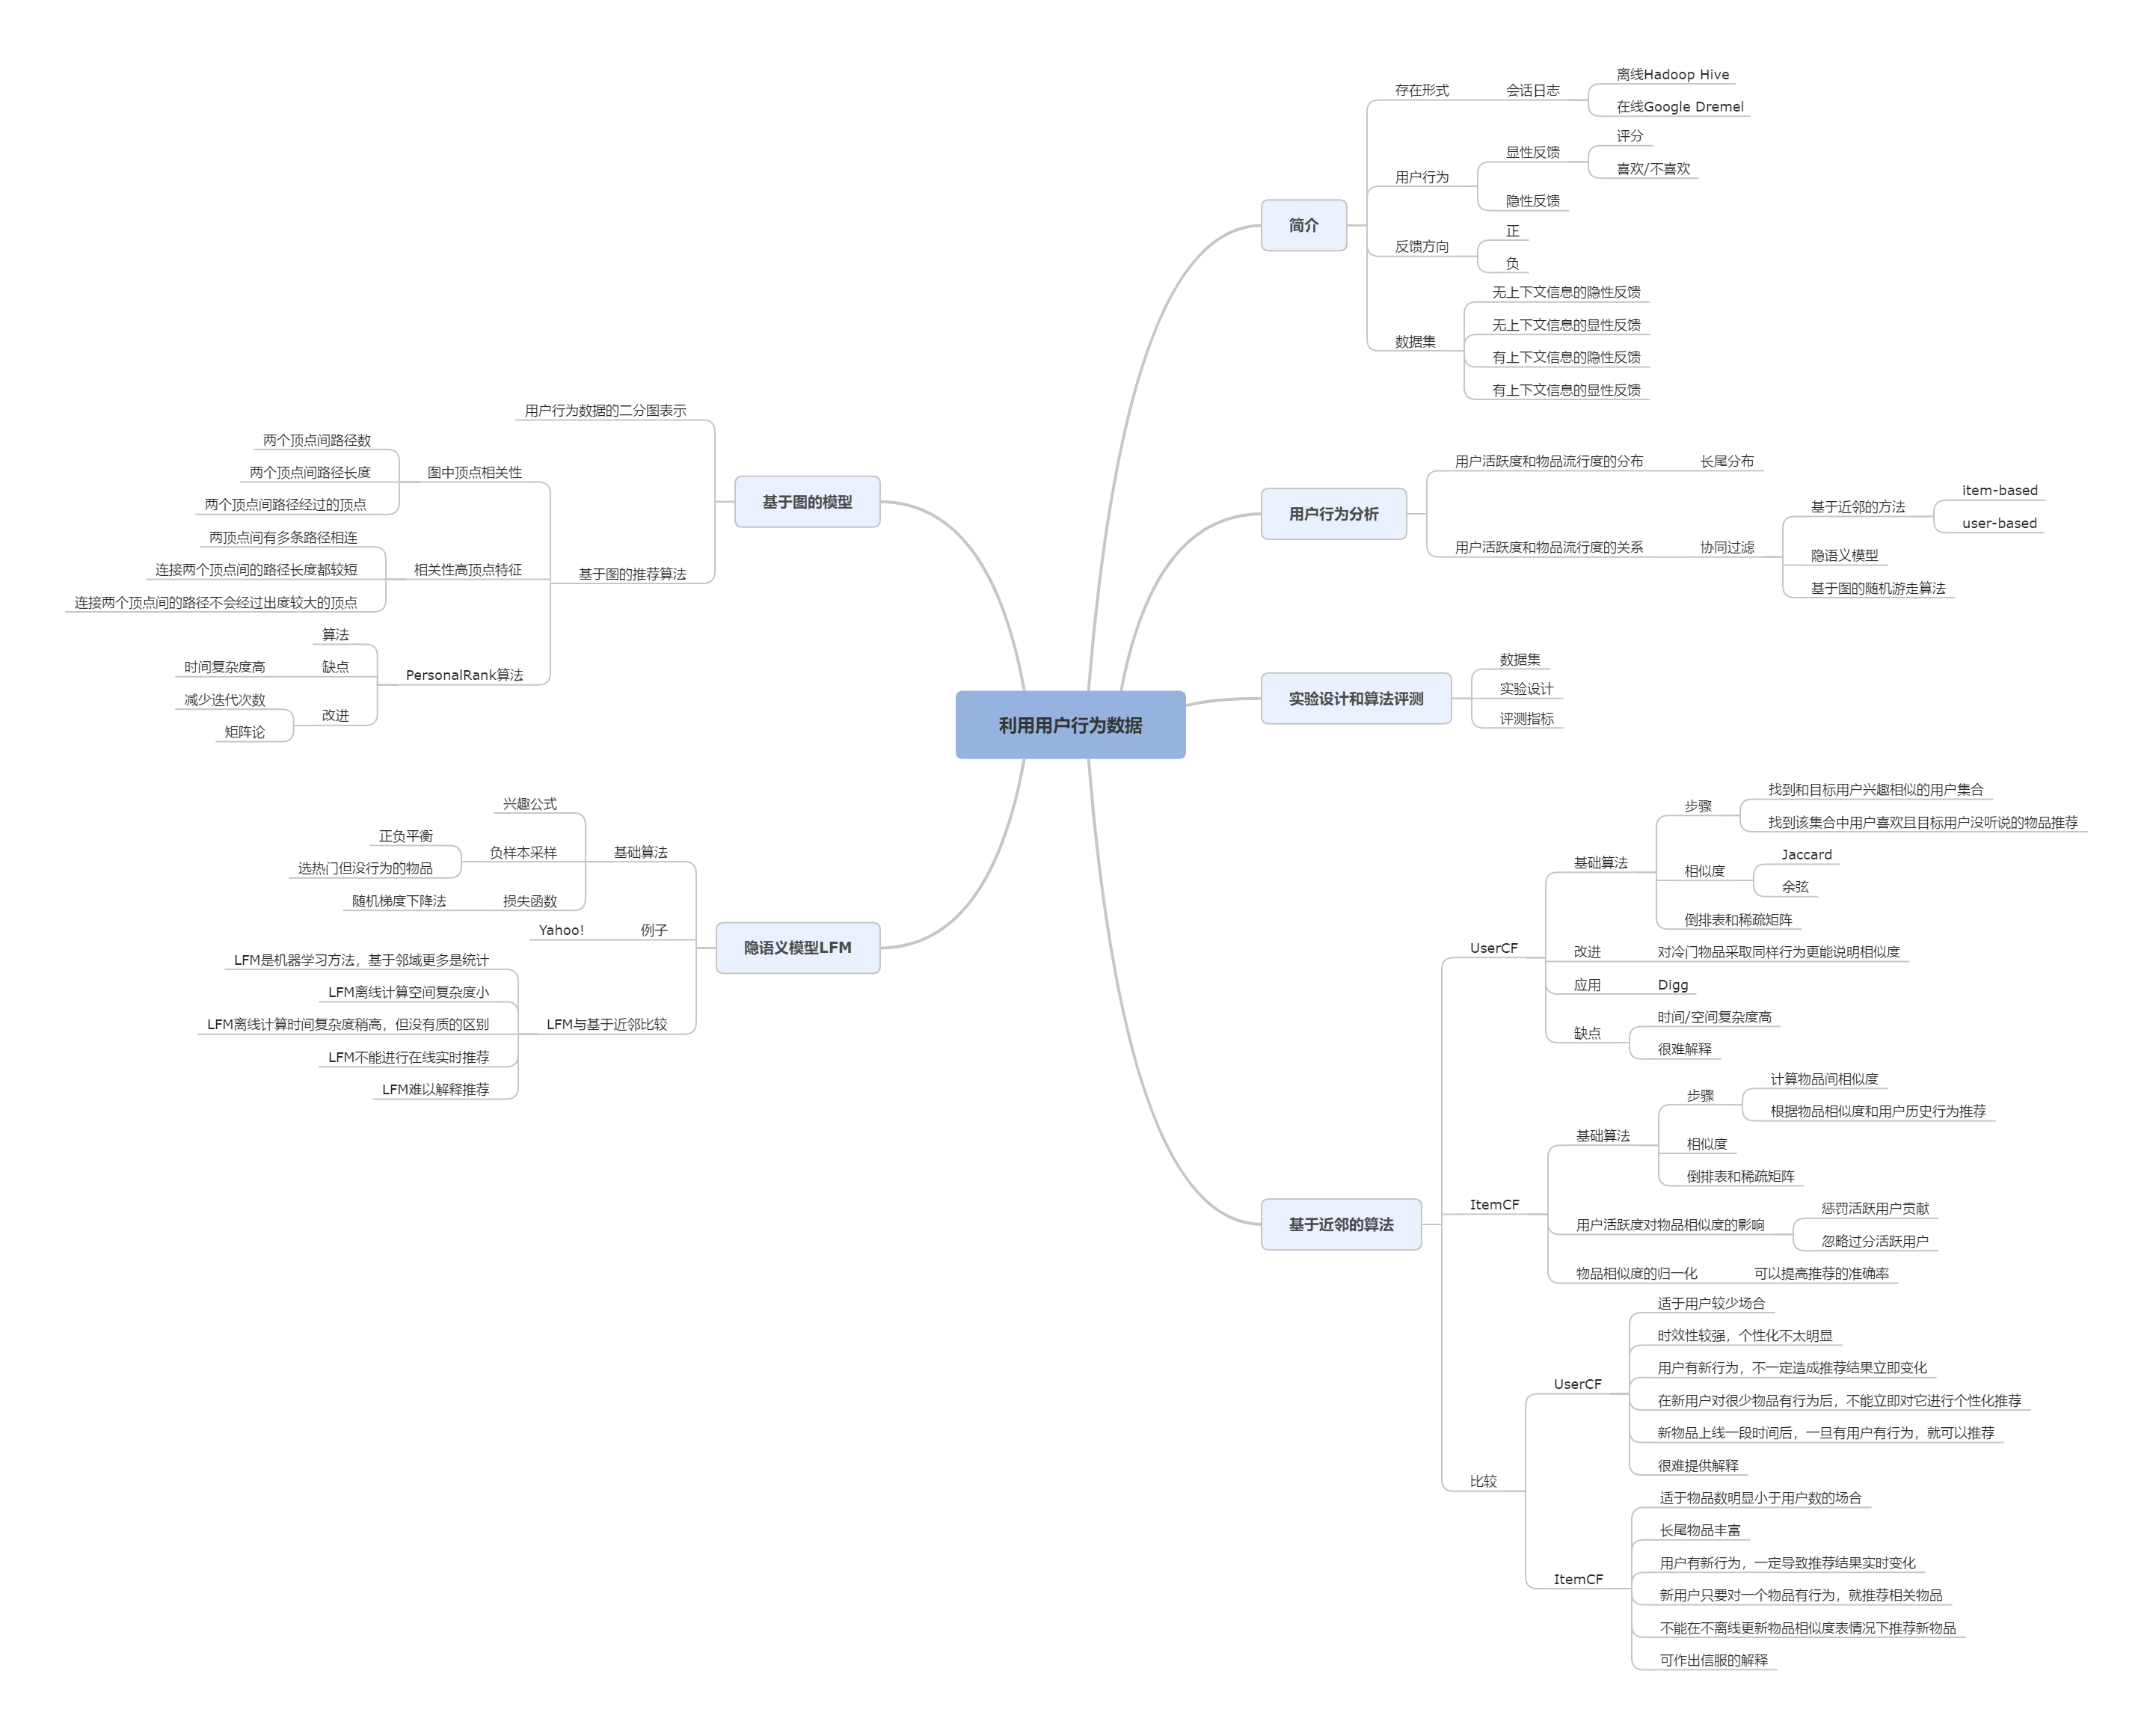 利用用户行为数据
简介
存在形式
会话日志
离线Hadoop Hive
在线Google Dremel
用户行为
显性反馈
评分
喜欢/不喜欢
隐性反馈
反馈方向
正
负
数据集
无上下文信息的隐性反馈
无上下文信息的显性反馈
有上下文信息的隐性反馈
有上下文信息的显性反馈
用户行为分析
用户活跃度和物品流行度的分布
长尾分布
用户活跃度和物品流行度的关系
协同过滤
基于近邻的方法
item-based
user-based
隐语义模型
基于图的随机游走算法
实验设计和算法评测
数据集
实验设计
评测指标
基于近邻的算法
UserCF
基础算法
步骤
找到和目标用户兴趣相似的用户集合
找到该集合中用户喜欢且目标用户没听说的物品推荐
相似度
Jaccard
余弦
倒排表和稀疏矩阵
改进
对冷门物品采取同样行为更能说明相似度
应用
Digg
缺点
时间/空间复杂度高
很难解释
ItemCF
基础算法
步骤
计算物品间相似度
根据物品相似度和用户历史行为推荐
相似度
倒排表和稀疏矩阵
用户活跃度对物品相似度的影响
惩罚活跃用户贡献
忽略过分活跃用户
物品相似度的归一化
可以提高推荐的准确率
比较
UserCF
适于用户较少场合
时效性较强，个性化不太明显
用户有新行为，不一定造成推荐结果立即变化
在新用户对很少物品有行为后，不能立即对它进行个性化推荐
新物品上线一段时间后，一旦有用户有行为，就可以推荐
很难提供解释
ItemCF
适于物品数明显小于用户数的场合
长尾物品丰富
用户有新行为，一定导致推荐结果实时变化
新用户只要对一个物品有行为，就推荐相关物品
不能在不离线更新物品相似度表情况下推荐新物品
可作出信服的解释
隐语义模型LFM
基础算法
兴趣公式
负样本采样
正负平衡
选热门但没行为的物品
损失函数
随机梯度下降法
例子
Yahoo!
LFM与基于近邻比较
LFM是机器学习方法，基于邻域更多是统计
LFM离线计算空间复杂度小
LFM离线计算时间复杂度稍高，但没有质的区别
LFM不能进行在线实时推荐
LFM难以解释推荐
基于图的模型
用户行为数据的二分图表示
基于图的推荐算法
图中顶点相关性
两个顶点间路径数
两个顶点间路径长度
两个顶点间路径经过的顶点
相关性高顶点特征
两顶点间有多条路径相连
连接两个顶点间的路径长度都较短
连接两个顶点间的路径不会经过出度较大的顶点
PersonalRank算法
算法
缺点
时间复杂度高
改进
减少迭代次数
矩阵论